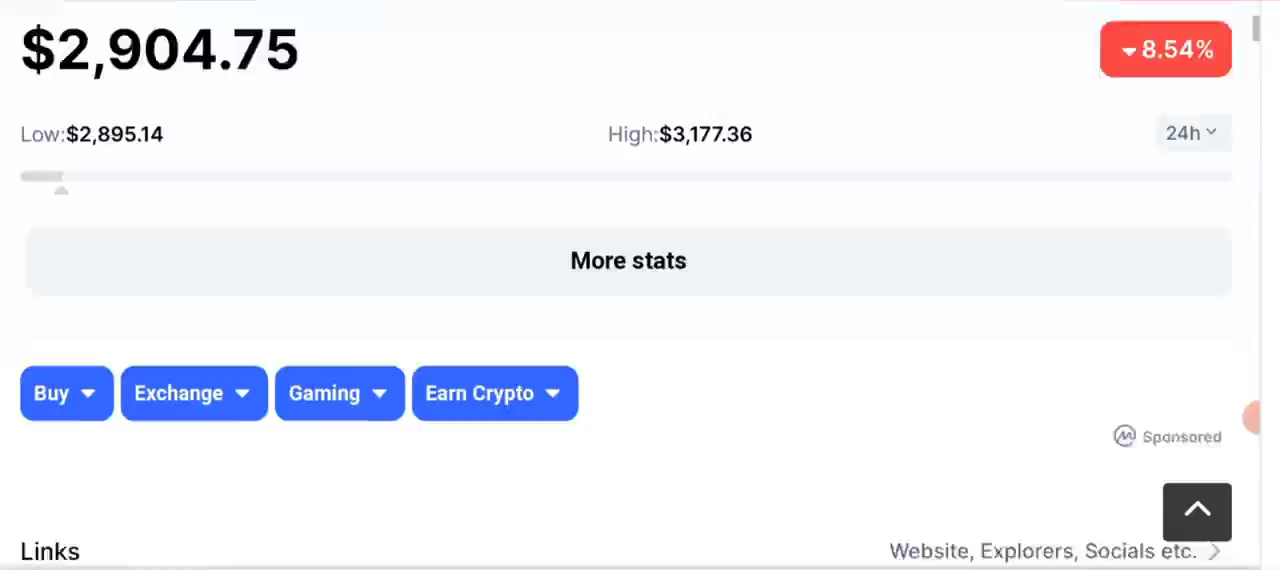 $2,904.75 8.54%
Low:$2,895.14 High:$3,177.36 24h
More stats
Buy Exchange Gaming Earn Crypto
Sponsored
Links Website, Explorers, Socials etc.